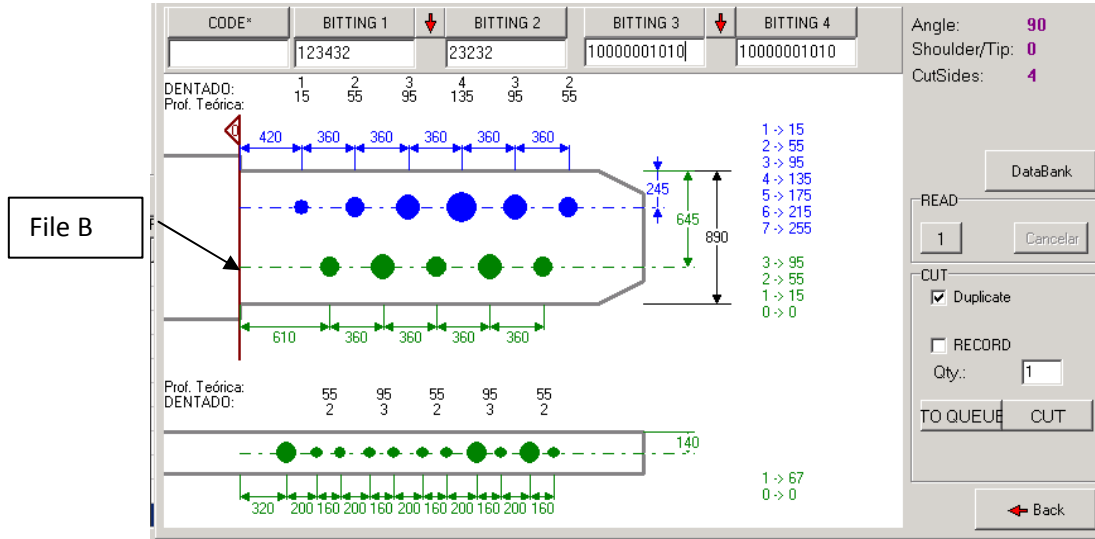 CODE* BITTING 1 BITTING 2 BITTING 3 BITTING 4
123432 23232 10000001010 10000001010
DENTADO: 1 2 3 4 3 2
Prof. Teórica: 15 55 95 135 95 55
0
420 360 360 360 360 360
245
645
890
610 360 360 360 360
1 -> 15
2 -> 55
3 -> 95
4 -> 135
5 -> 175
6 -> 215
7 -> 255
3 -> 95
2 -> 55
1 -> 15
0 -> 0
File B
Prof. Teórica: 55 95 55 95 55
DENTADO: 2 3 2 3 2
140
320 200 160 200 160 200 160 200 160 200 160
1 -> 67
0 -> 0
Angle: 90
Shoulder/Tip: 0
CutSides: 4
DataBank
READ
1 Cancelar
CUT
Duplicate
RECORD
Qty.: 1
TO QUEUE CUT
Back